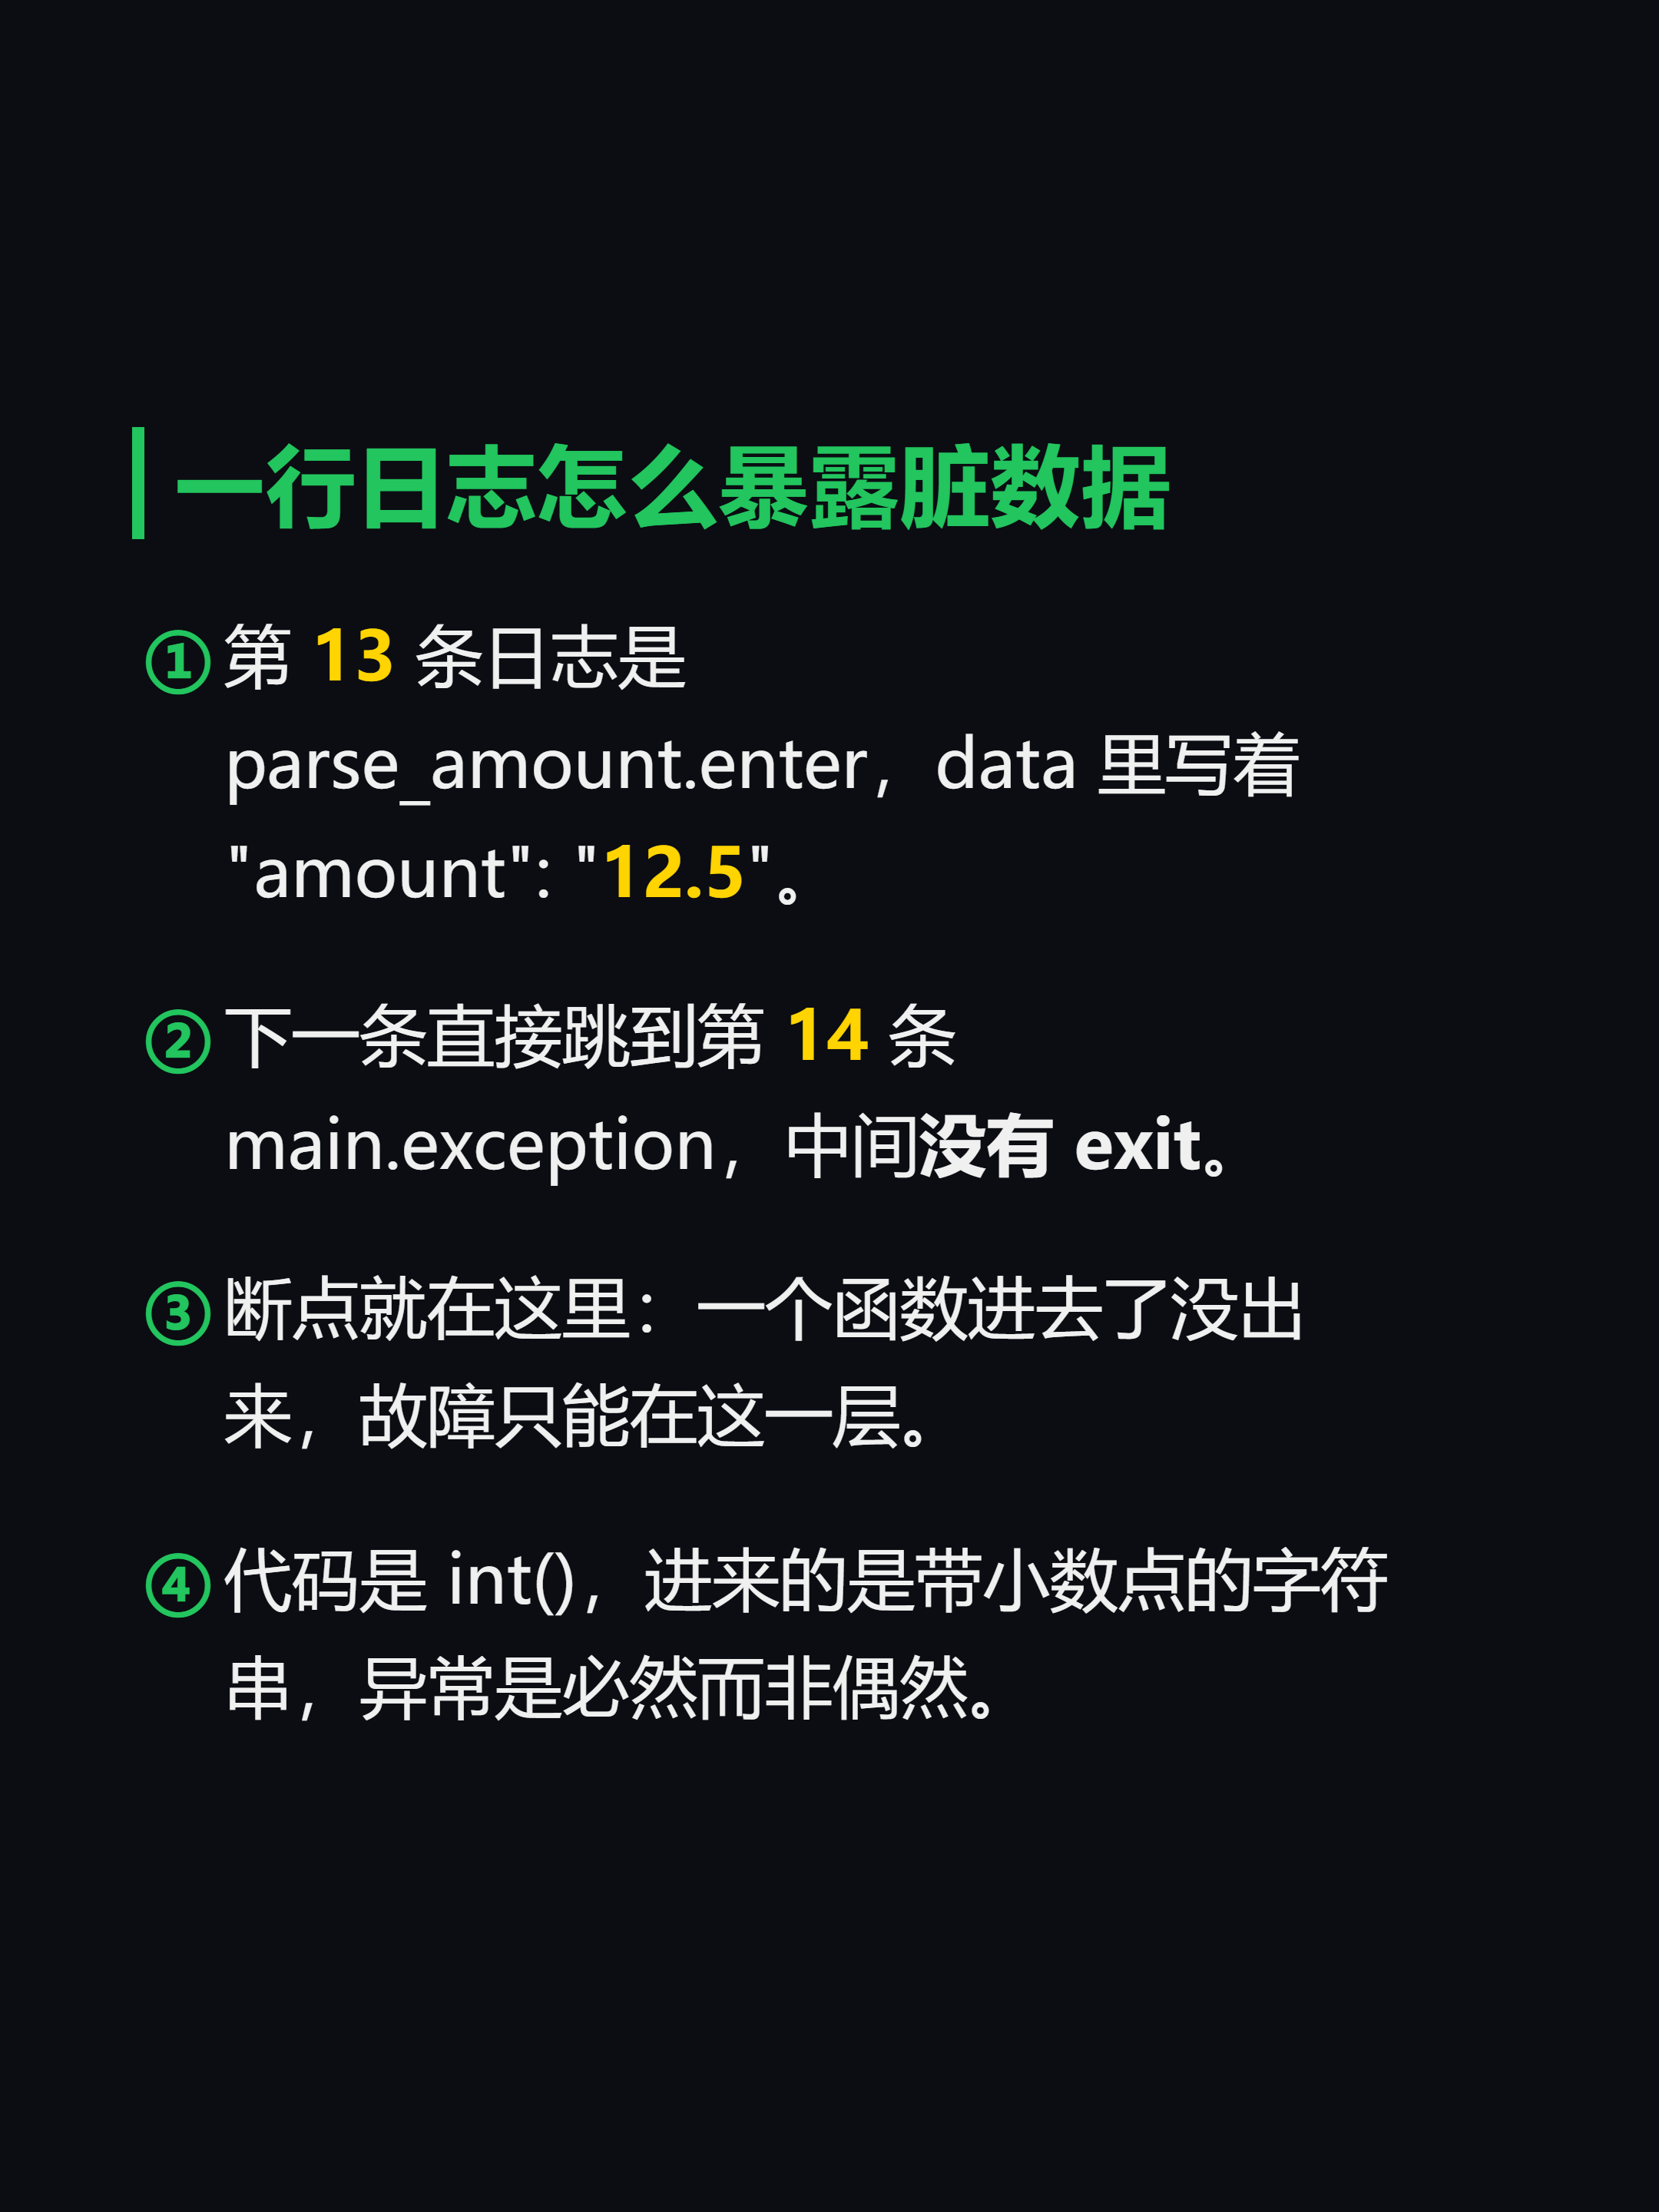 一行日志怎么暴露脏数据
① 第 13 条日志是
parse_amount.enter，data 里写着
"amount": "12.5"。
② 下一条直接跳到第 14 条
main.exception，中间没有 exit。
③ 断点就在这里：一个函数进去了没出
来，故障只能在这一层。
④ 代码是 int()，进来的是带小数点的字符
串，异常是必然而非偶然。